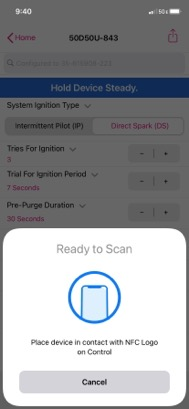 9:40
50%
Home
50D50U-843
Hold Device Steady.
System Ignition Type
Intermittent Pilot (IP)
Direct Spark (DS)
Tries For Ignition
3
- | +
Trial For Ignition Period
7 Seconds
- | +
Pre-Purge Duration
30 Seconds
- | +
Ready to Scan
Place device in contact with NFC Logo
on Control
Cancel